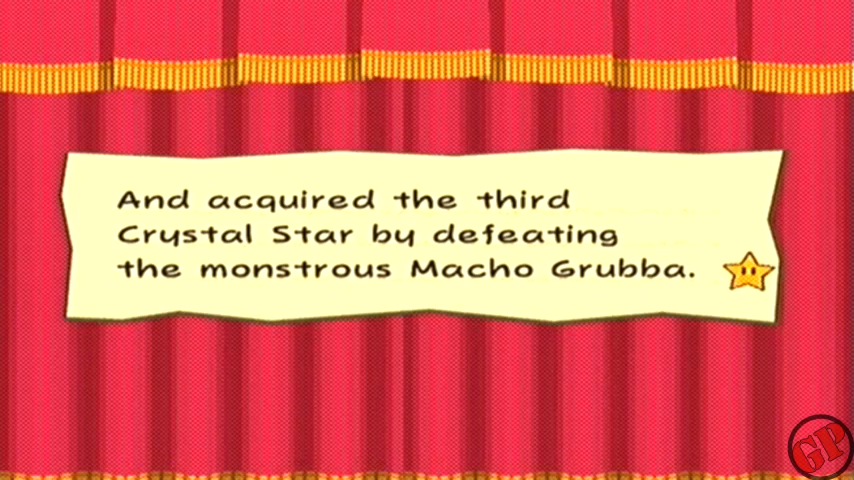 And acquired the third
Crystal Star by defeating
the monstrous Macho Grubba.
GP